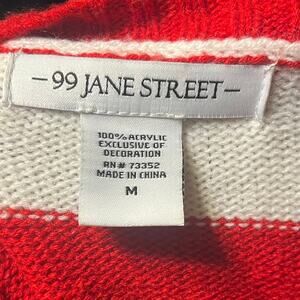 –99 JANE STREET–
100% ACRYLIC
EXCLUSIVE OF
DECORATION
RN# 73352
MADE IN CHINA
M